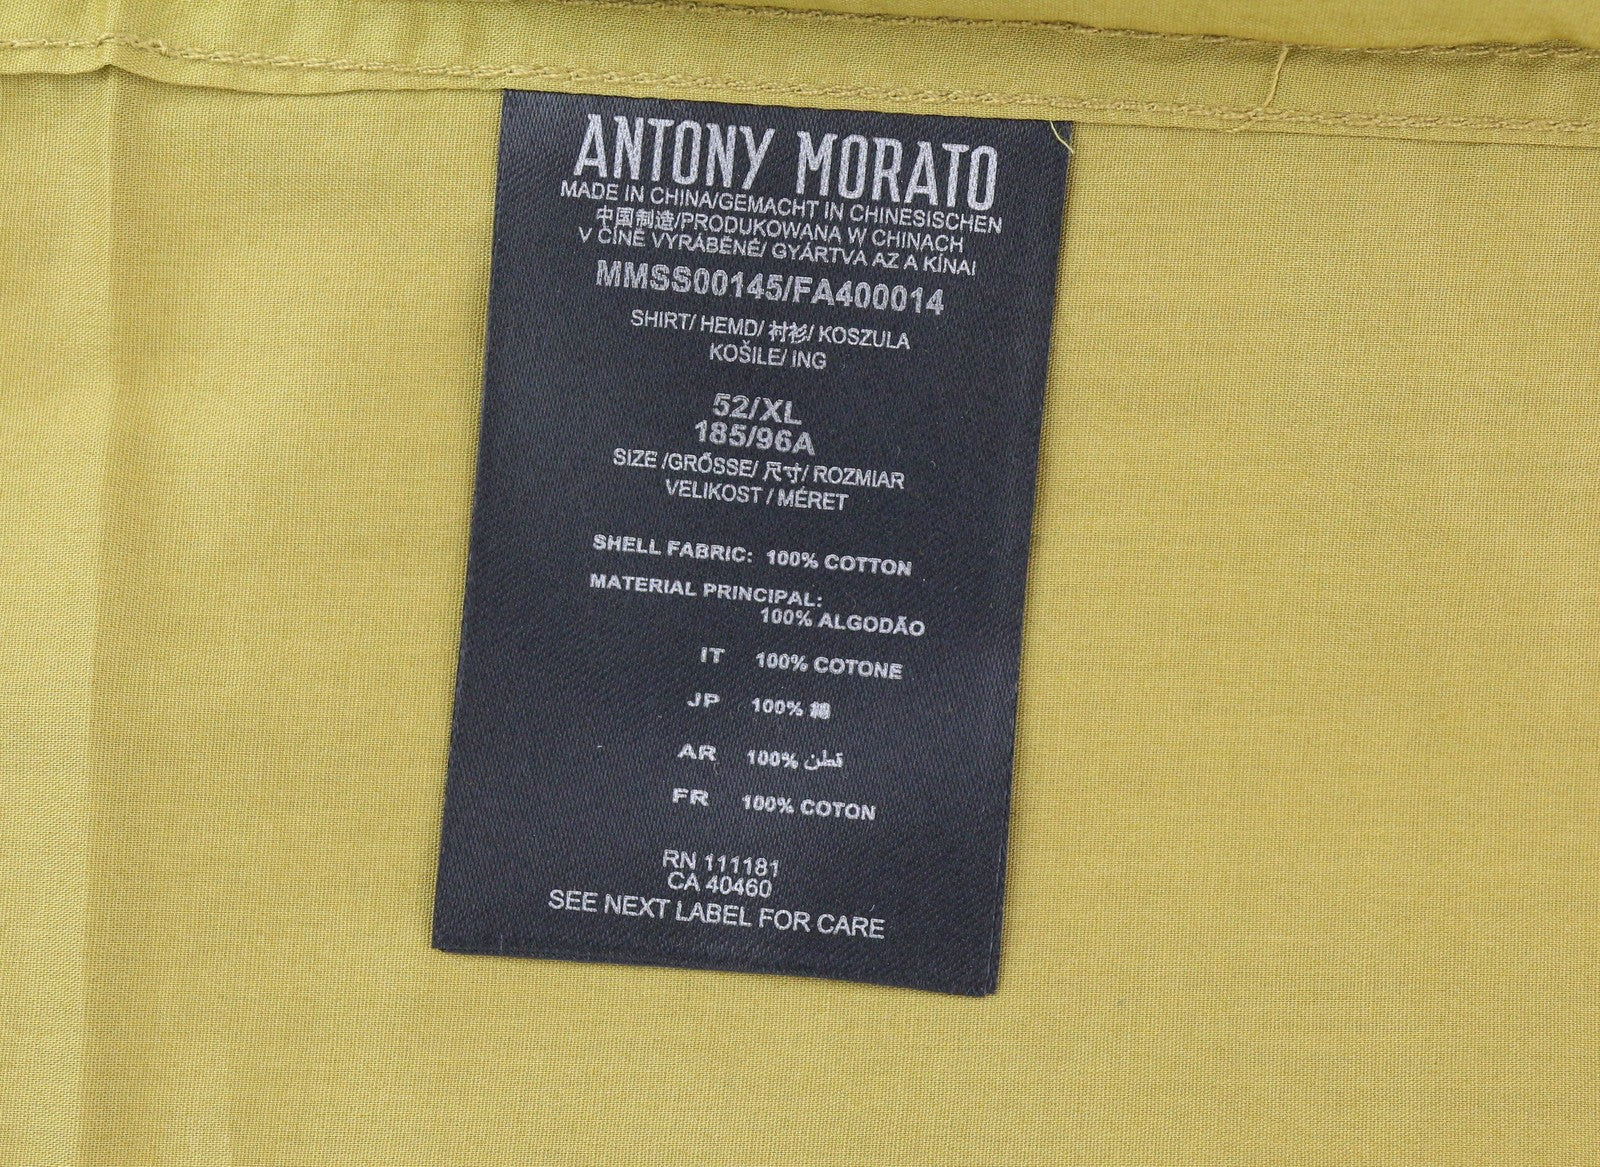 ANTONY MORATO
MADE IN CHINA/GEMACHT IN CHINESISCHEN
中国制造/PRODUKOWANA W CHINACH
V ČÍNĚ VYRÁBĚNÉ/ GYÁRTVA AZ A KÍNAI
MMSS00145/FA400014
SHIRT/ HEMD/ 衬衫/ KOSZULA
KOŠILE/ ING
52/XL
185/96A
SIZE /GRŐSSE/ 尺寸/ ROZMIAR
VELIKOST / MÉRET
SHELL FABRIC: 100% COTTON
MATERIAL PRINCIPAL:
100% ALGODÃO
IT 100% COTONE
JP 100% 綿
AR 100% قطن
FR 100% COTON
RN 111181
CA 40460
SEE NEXT LABEL FOR CARE